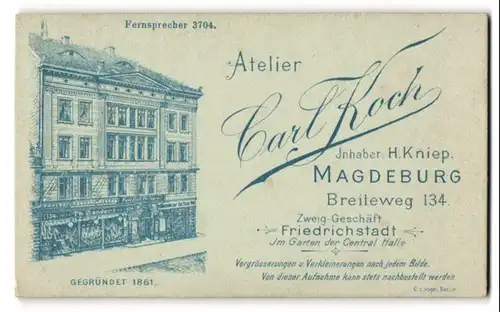 Fernsprecher 3704.
Atelier
Carl Koch
Jnhaber H. Kniep.
MAGDEBURG
Breileweg 134.
Zweig-Geschäft
Friedrichstadt
Jm Garten der Central Halle
Vergrösserungen u. Verkleinerungen nach jedem Bilde.
Von dieser Aufnahme kann stets nachbestellt werden
GEGRÜNDET 1861.